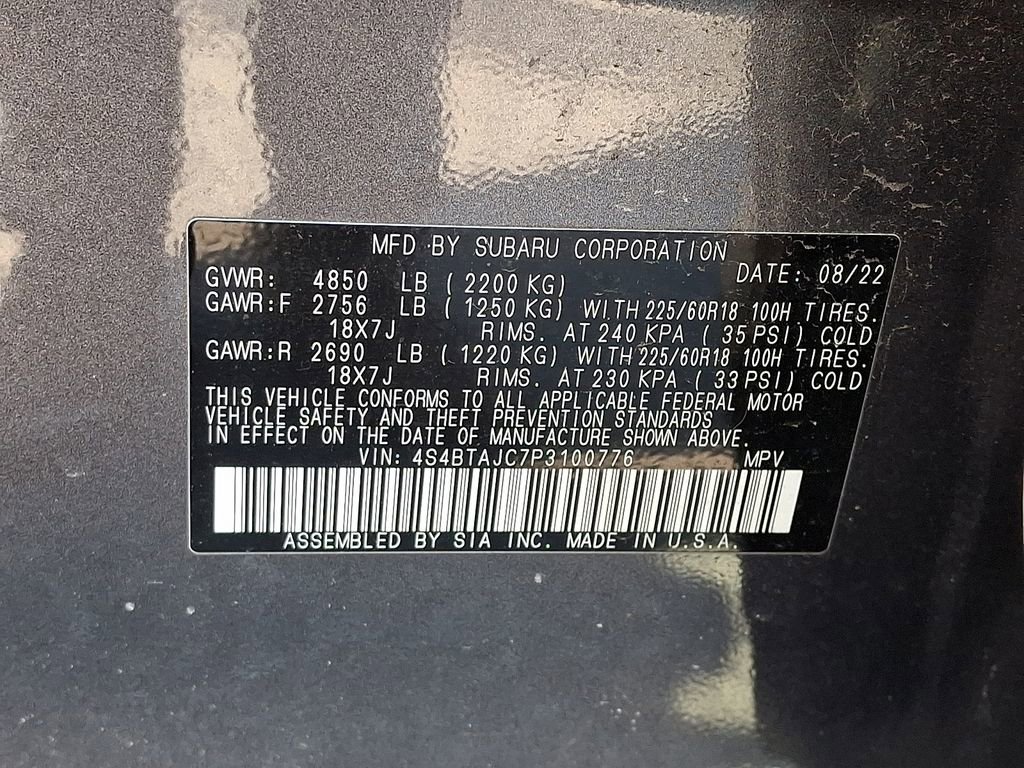 MFD BY SUBARU CORPORATION
DATE: 08/22
GVWR: 4850 LB ( 2200 KG)
GAWR:F 2756 LB ( 1250 KG) WITH 225/60R18 100H TIRES.
18X7J RIMS. AT 240 KPA ( 35 PSI) COLD
GAWR:R 2690 LB ( 1220 KG) WITH 225/60R18 100H TIRES.
18X7J RIMS. AT 230 KPA ( 33 PSI) COLD
THIS VEHICLE CONFORMS TO ALL APPLICABLE FEDERAL MOTOR
VEHICLE SAFETY AND THEFT PREVENTION STANDARDS
IN EFFECT ON THE DATE OF MANUFACTURE SHOWN ABOVE.
VIN: 4S4BTAJC7P3100776 MPV
ASSEMBLED BY SIA INC. MADE IN U.S.A.